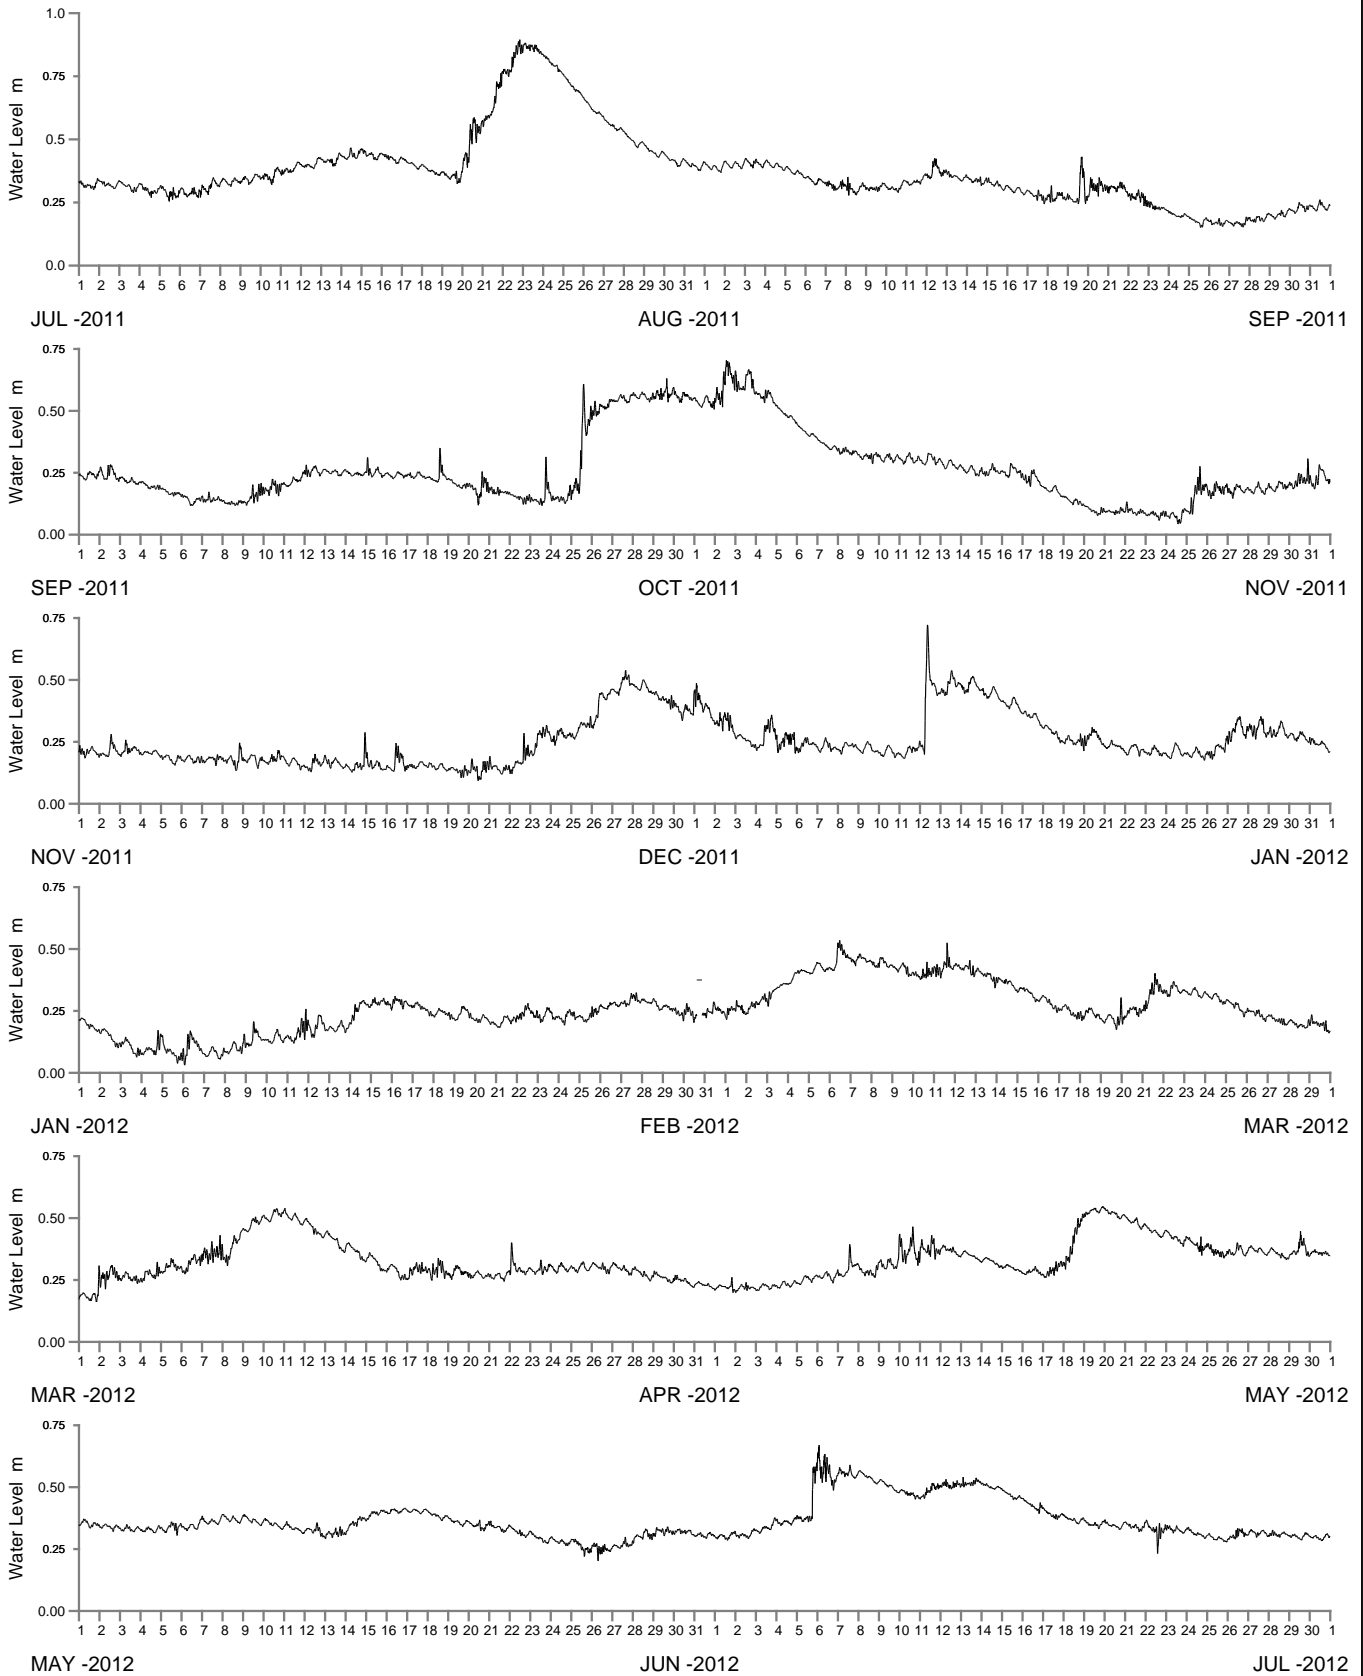 1.0
0.75
0.5
0.25
0.0
Water Level m
1 2 3 4 5 6 7 8 9 10 11 12 13 14 15 16 17 18 19 20 21 22 23 24 25 26 27 28 29 30 31 1 2 3 4 5 6 7 8 9 10 11 12 13 14 15 16 17 18 19 20 21 22 23 24 25 26 27 28 29 30 31 1
JUL -2011 AUG -2011 SEP -2011
0.75
0.50
0.25
0.00
Water Level m
1 2 3 4 5 6 7 8 9 10 11 12 13 14 15 16 17 18 19 20 21 22 23 24 25 26 27 28 29 30 1 2 3 4 5 6 7 8 9 10 11 12 13 14 15 16 17 18 19 20 21 22 23 24 25 26 27 28 29 30 31 1
SEP -2011 OCT -2011 NOV -2011
0.75
0.50
0.25
0.00
Water Level m
1 2 3 4 5 6 7 8 9 10 11 12 13 14 15 16 17 18 19 20 21 22 23 24 25 26 27 28 29 30 1 2 3 4 5 6 7 8 9 10 11 12 13 14 15 16 17 18 19 20 21 22 23 24 25 26 27 28 29 30 31 1
NOV -2011 DEC -2011 JAN -2012
0.75
0.50
0.25
0.00
Water Level m
1 2 3 4 5 6 7 8 9 10 11 12 13 14 15 16 17 18 19 20 21 22 23 24 25 26 27 28 29 30 31 1 2 3 4 5 6 7 8 9 10 11 12 13 14 15 16 17 18 19 20 21 22 23 24 25 26 27 28 29 1
JAN -2012 FEB -2012 MAR -2012
0.75
0.50
0.25
0.00
Water Level m
1 2 3 4 5 6 7 8 9 10 11 12 13 14 15 16 17 18 19 20 21 22 23 24 25 26 27 28 29 30 31 1 2 3 4 5 6 7 8 9 10 11 12 13 14 15 16 17 18 19 20 21 22 23 24 25 26 27 28 29 30 1
MAR -2012 APR -2012 MAY -2012
0.75
0.50
0.25
0.00
Water Level m
1 2 3 4 5 6 7 8 9 10 11 12 13 14 15 16 17 18 19 20 21 22 23 24 25 26 27 28 29 30 31 1 2 3 4 5 6 7 8 9 10 11 12 13 14 15 16 17 18 19 20 21 22 23 24 25 26 27 28 29 30 1
MAY -2012 JUN -2012 JUL -2012